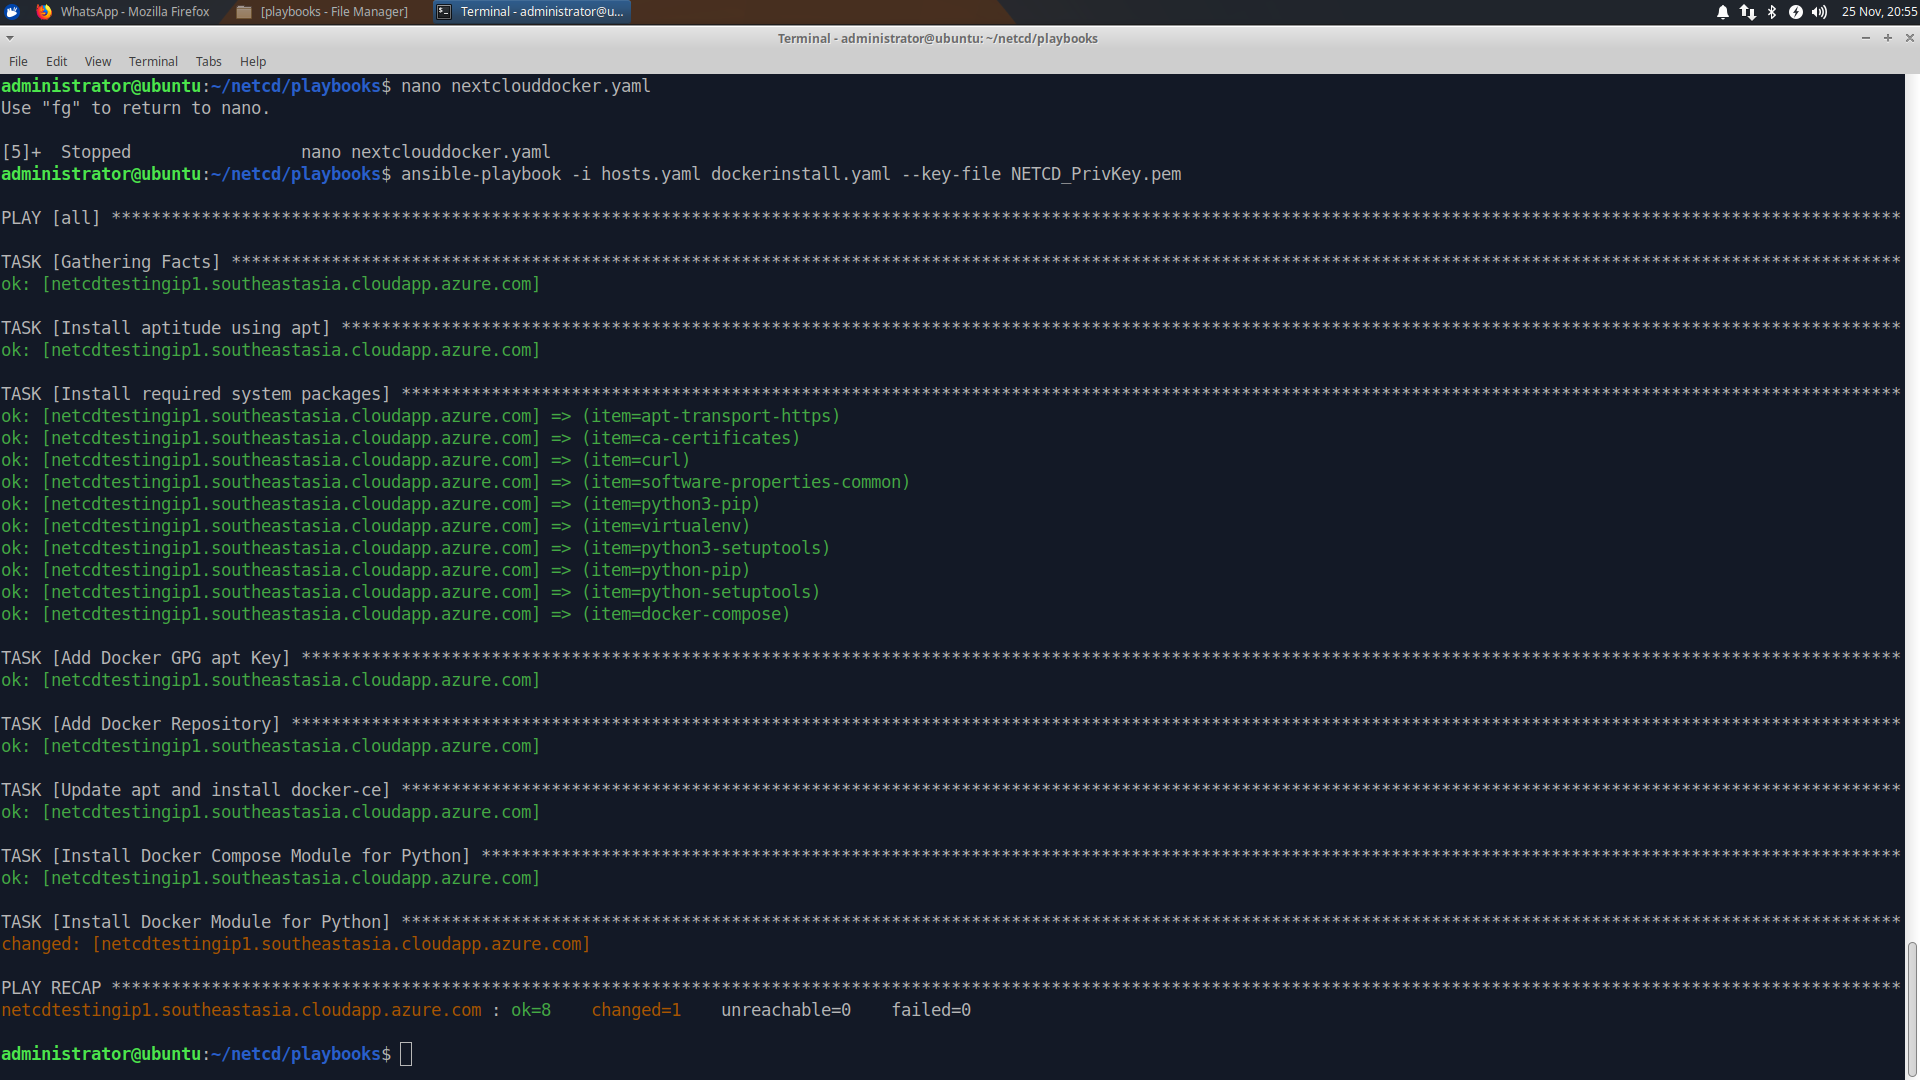 WhatsApp - Mozilla Firefox [playbooks - File Manager] Terminal - administrator@u... 25 Nov, 20:55
Terminal - administrator@ubuntu: ~/netcd/playbooks
File Edit View Terminal Tabs Help
administrator@ubuntu:~/netcd/playbooks$ nano nextclouddocker.yaml
Use "fg" to return to nano.
[5]+  Stopped                 nano nextclouddocker.yaml
administrator@ubuntu:~/netcd/playbooks$ ansible-playbook -i hosts.yaml dockerinstall.yaml --key-file NETCD_PrivKey.pem
PLAY [all] ***********************************************************************************************************************************************************************************
TASK [Gathering Facts] ***********************************************************************************************************************************************************************
ok: [netcdtestingip1.southeastasia.cloudapp.azure.com]
TASK [Install aptitude using apt] ************************************************************************************************************************************************************
ok: [netcdtestingip1.southeastasia.cloudapp.azure.com]
TASK [Install required system packages] ******************************************************************************************************************************************************
ok: [netcdtestingip1.southeastasia.cloudapp.azure.com] => (item=apt-transport-https)
ok: [netcdtestingip1.southeastasia.cloudapp.azure.com] => (item=ca-certificates)
ok: [netcdtestingip1.southeastasia.cloudapp.azure.com] => (item=curl)
ok: [netcdtestingip1.southeastasia.cloudapp.azure.com] => (item=software-properties-common)
ok: [netcdtestingip1.southeastasia.cloudapp.azure.com] => (item=python3-pip)
ok: [netcdtestingip1.southeastasia.cloudapp.azure.com] => (item=virtualenv)
ok: [netcdtestingip1.southeastasia.cloudapp.azure.com] => (item=python3-setuptools)
ok: [netcdtestingip1.southeastasia.cloudapp.azure.com] => (item=python-pip)
ok: [netcdtestingip1.southeastasia.cloudapp.azure.com] => (item=python-setuptools)
ok: [netcdtestingip1.southeastasia.cloudapp.azure.com] => (item=docker-compose)
TASK [Add Docker GPG apt Key] ****************************************************************************************************************************************************************
ok: [netcdtestingip1.southeastasia.cloudapp.azure.com]
TASK [Add Docker Repository] *****************************************************************************************************************************************************************
ok: [netcdtestingip1.southeastasia.cloudapp.azure.com]
TASK [Update apt and install docker-ce] ******************************************************************************************************************************************************
ok: [netcdtestingip1.southeastasia.cloudapp.azure.com]
TASK [Install Docker Compose Module for Python] **********************************************************************************************************************************************
ok: [netcdtestingip1.southeastasia.cloudapp.azure.com]
TASK [Install Docker Module for Python] ******************************************************************************************************************************************************
changed: [netcdtestingip1.southeastasia.cloudapp.azure.com]
PLAY RECAP ***********************************************************************************************************************************************************************************
netcdtestingip1.southeastasia.cloudapp.azure.com : ok=8    changed=1    unreachable=0    failed=0
administrator@ubuntu:~/netcd/playbooks$